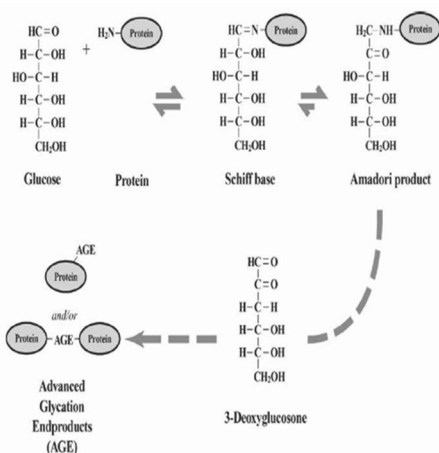 HC=O
H–C–OH
HO–C–H
H–C–OH
H–C–OH
CH₂OH
Glucose
+
H₂N– Protein
Protein
HC=N– Protein
H–C–OH
HO–C–H
H–C–OH
H–C–OH
CH₂OH
Schiff base
H₂C–NH– Protein
C=O
HO–C–H
H–C–OH
H–C–OH
CH₂OH
Amadori product
AGE
Protein
and/or
Protein –AGE– Protein
Advanced
Glycation
Endproducts
(AGE)
HC=O
C=O
H–C–H
H–C–OH
H–C–OH
CH₂OH
3-Deoxyglucosone